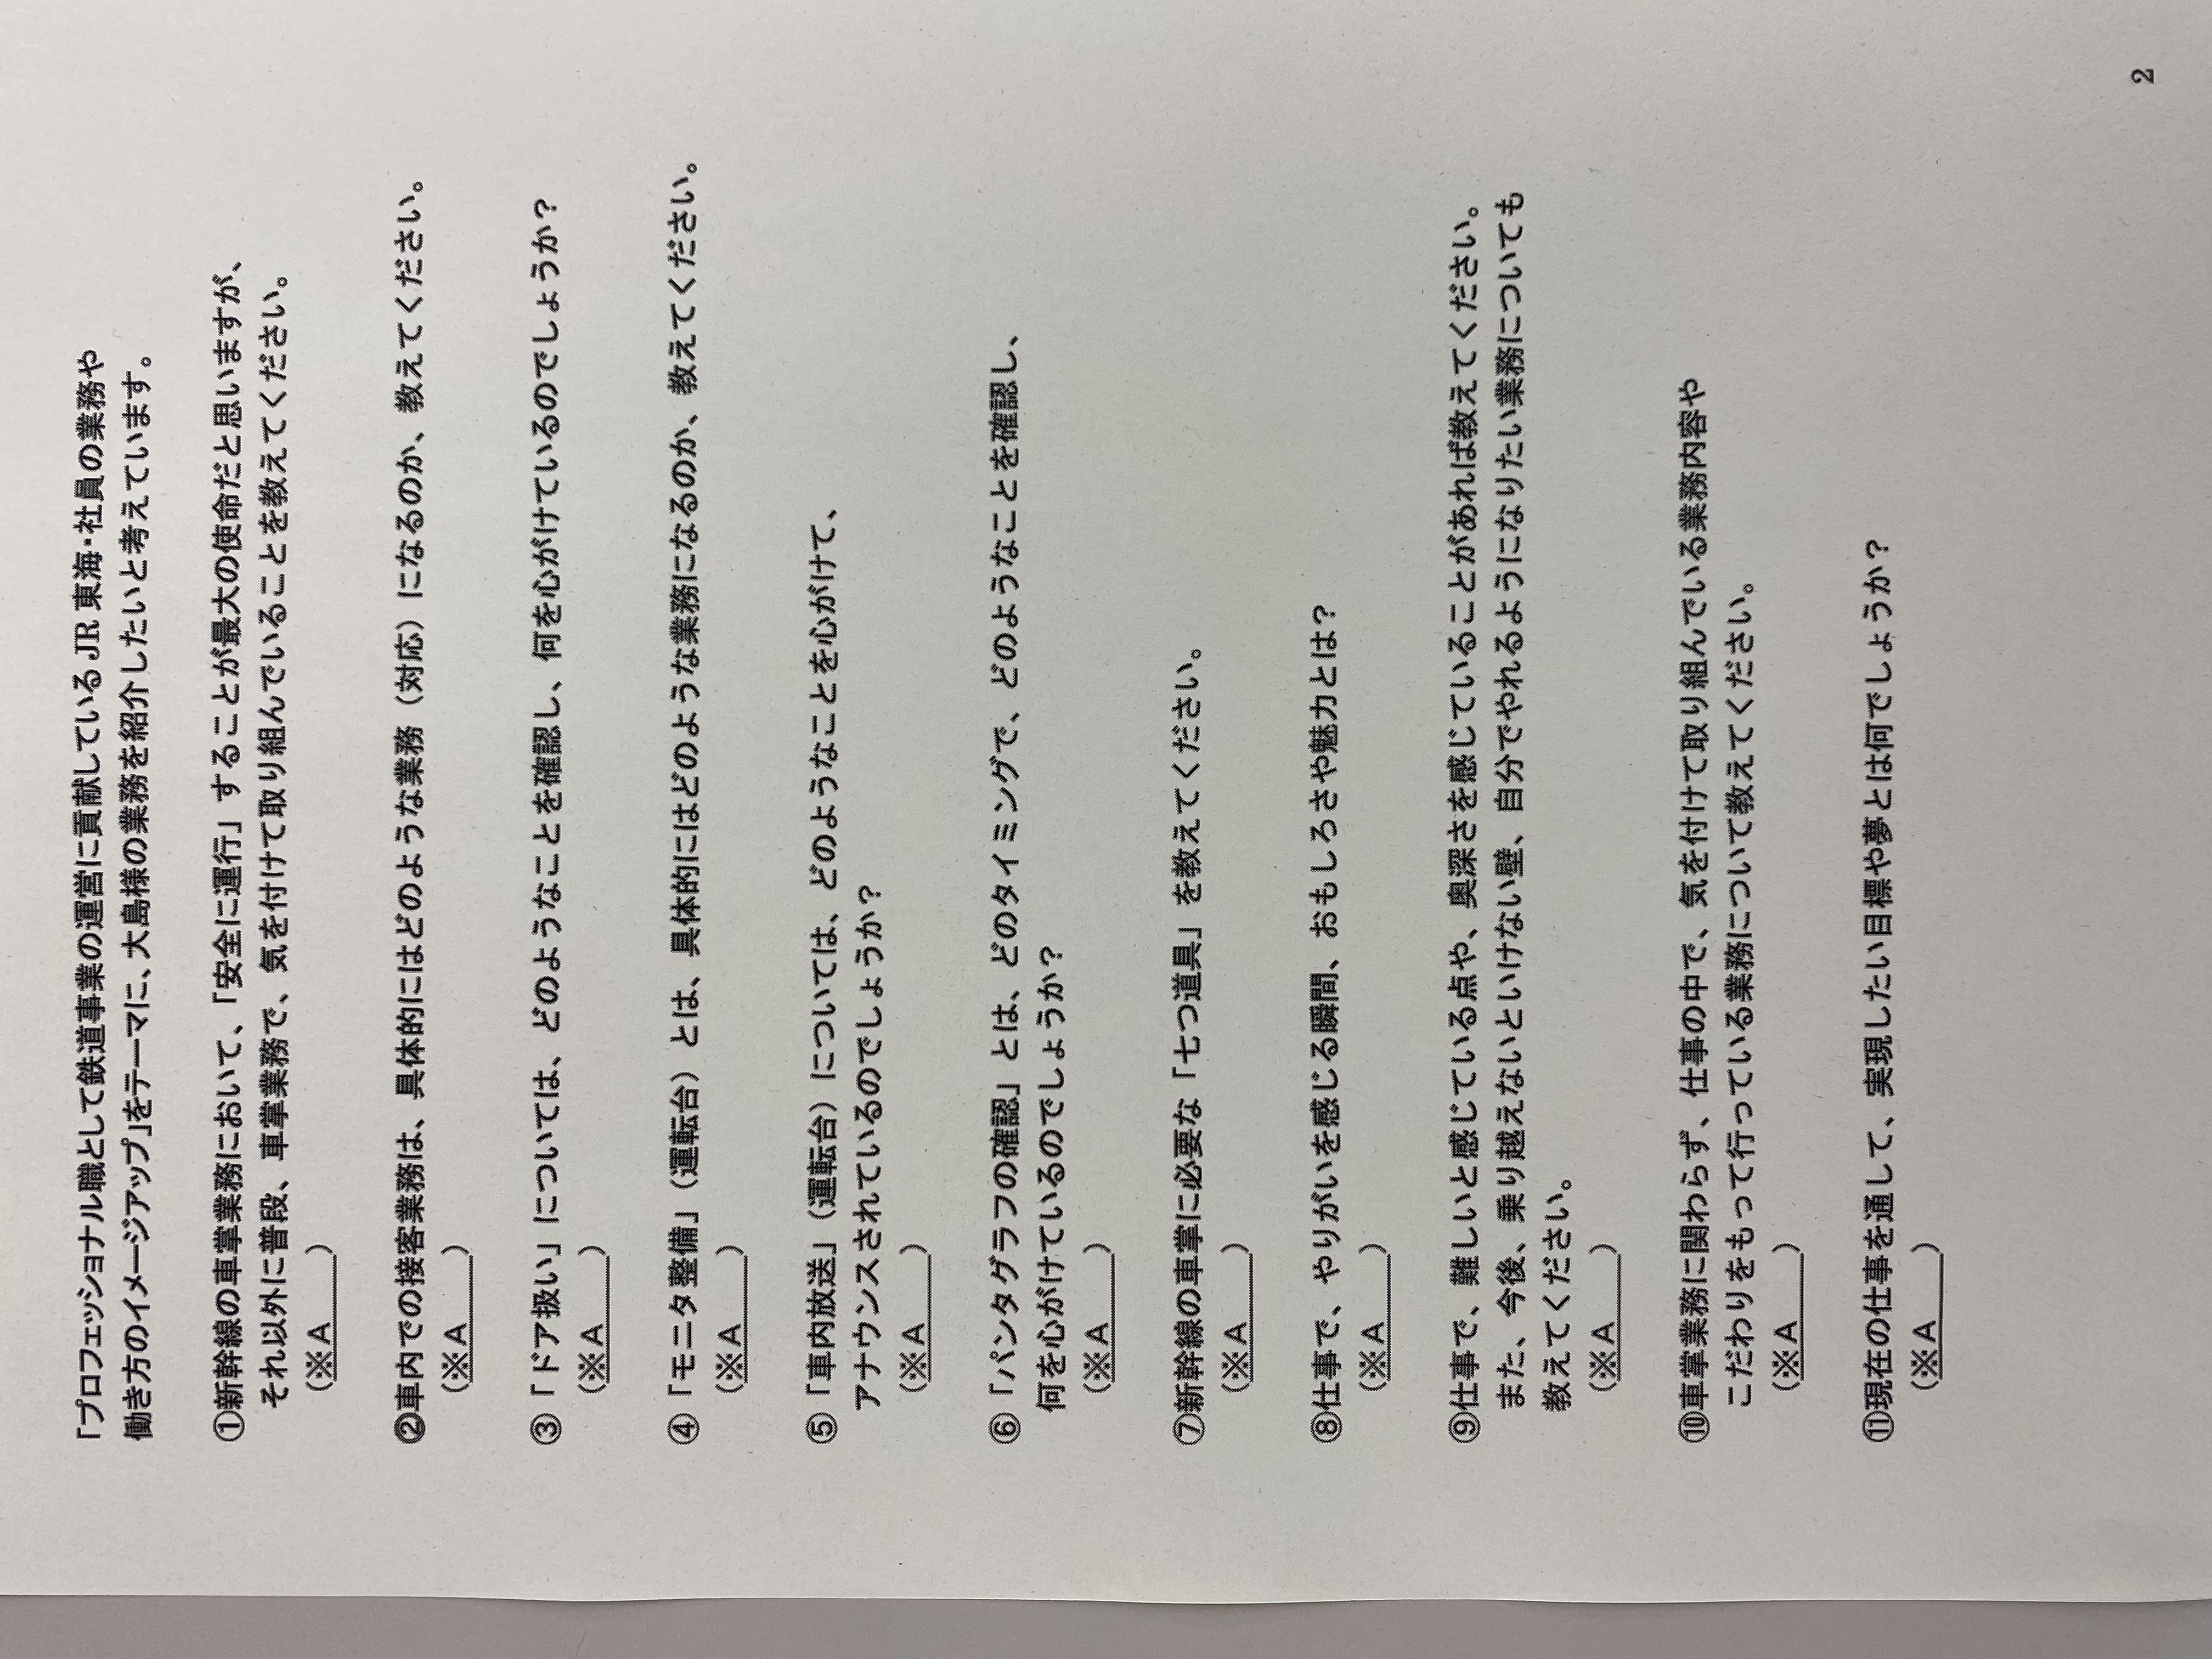 「プロフェッショナル職として鉄道事業の運営に貢献している JR 東海・社員の業務や
働き方のイメージアップ」をテーマに、大島様の業務を紹介したいと考えています。
①新幹線の車掌業務において、「安全に運行」することが最大の使命だと思いますが、
それ以外に普段、車掌業務で、気を付けて取り組んでいることを教えてください。
（※Ａ　　）
②車内での接客業務は、具体的にはどのような業務（対応）になるのか、教えてください。
（※Ａ　　）
③「ドア扱い」については、どのようなことを確認し、何を心がけているのでしょうか？
（※Ａ　　）
④「モニタ整備」（運転台）とは、具体的にはどのような業務になるのか、教えてください。
（※Ａ　　）
⑤「車内放送」（運転台）については、どのようなことを心がけて、
アナウンスされているのでしょうか？
（※Ａ　　）
⑥「パンタグラフの確認」とは、どのタイミングで、どのようなことを確認し、
何を心がけているのでしょうか？
（※Ａ　　）
⑦新幹線の車掌に必要な「七つ道具」を教えてください。
（※Ａ　　）
⑧仕事で、やりがいを感じる瞬間、おもしろさや魅力とは？
（※Ａ　　）
⑨仕事で、難しいと感じている点や、奥深さを感じていることがあれば教えてください。
また、今後、乗り越えないといけない壁、自分でやれるようになりたい業務についても
教えてください。
（※Ａ　　）
⑩車掌業務に関わらず、仕事の中で、気を付けて取り組んでいる業務内容や
こだわりをもって行っている業務について教えてください。
（※Ａ　　）
⑪現在の仕事を通して、実現したい目標や夢とは何でしょうか？
（※Ａ　　）
2